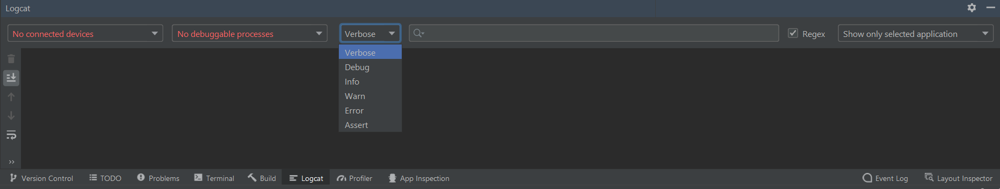 Logcat
No connected devices No debuggable processes Verbose Regex Show only selected application
Verbose
Debug
Info
Warn
Error
Assert
Version Control TODO Problems Terminal Build Logcat Profiler App Inspection Event Log Layout Inspector